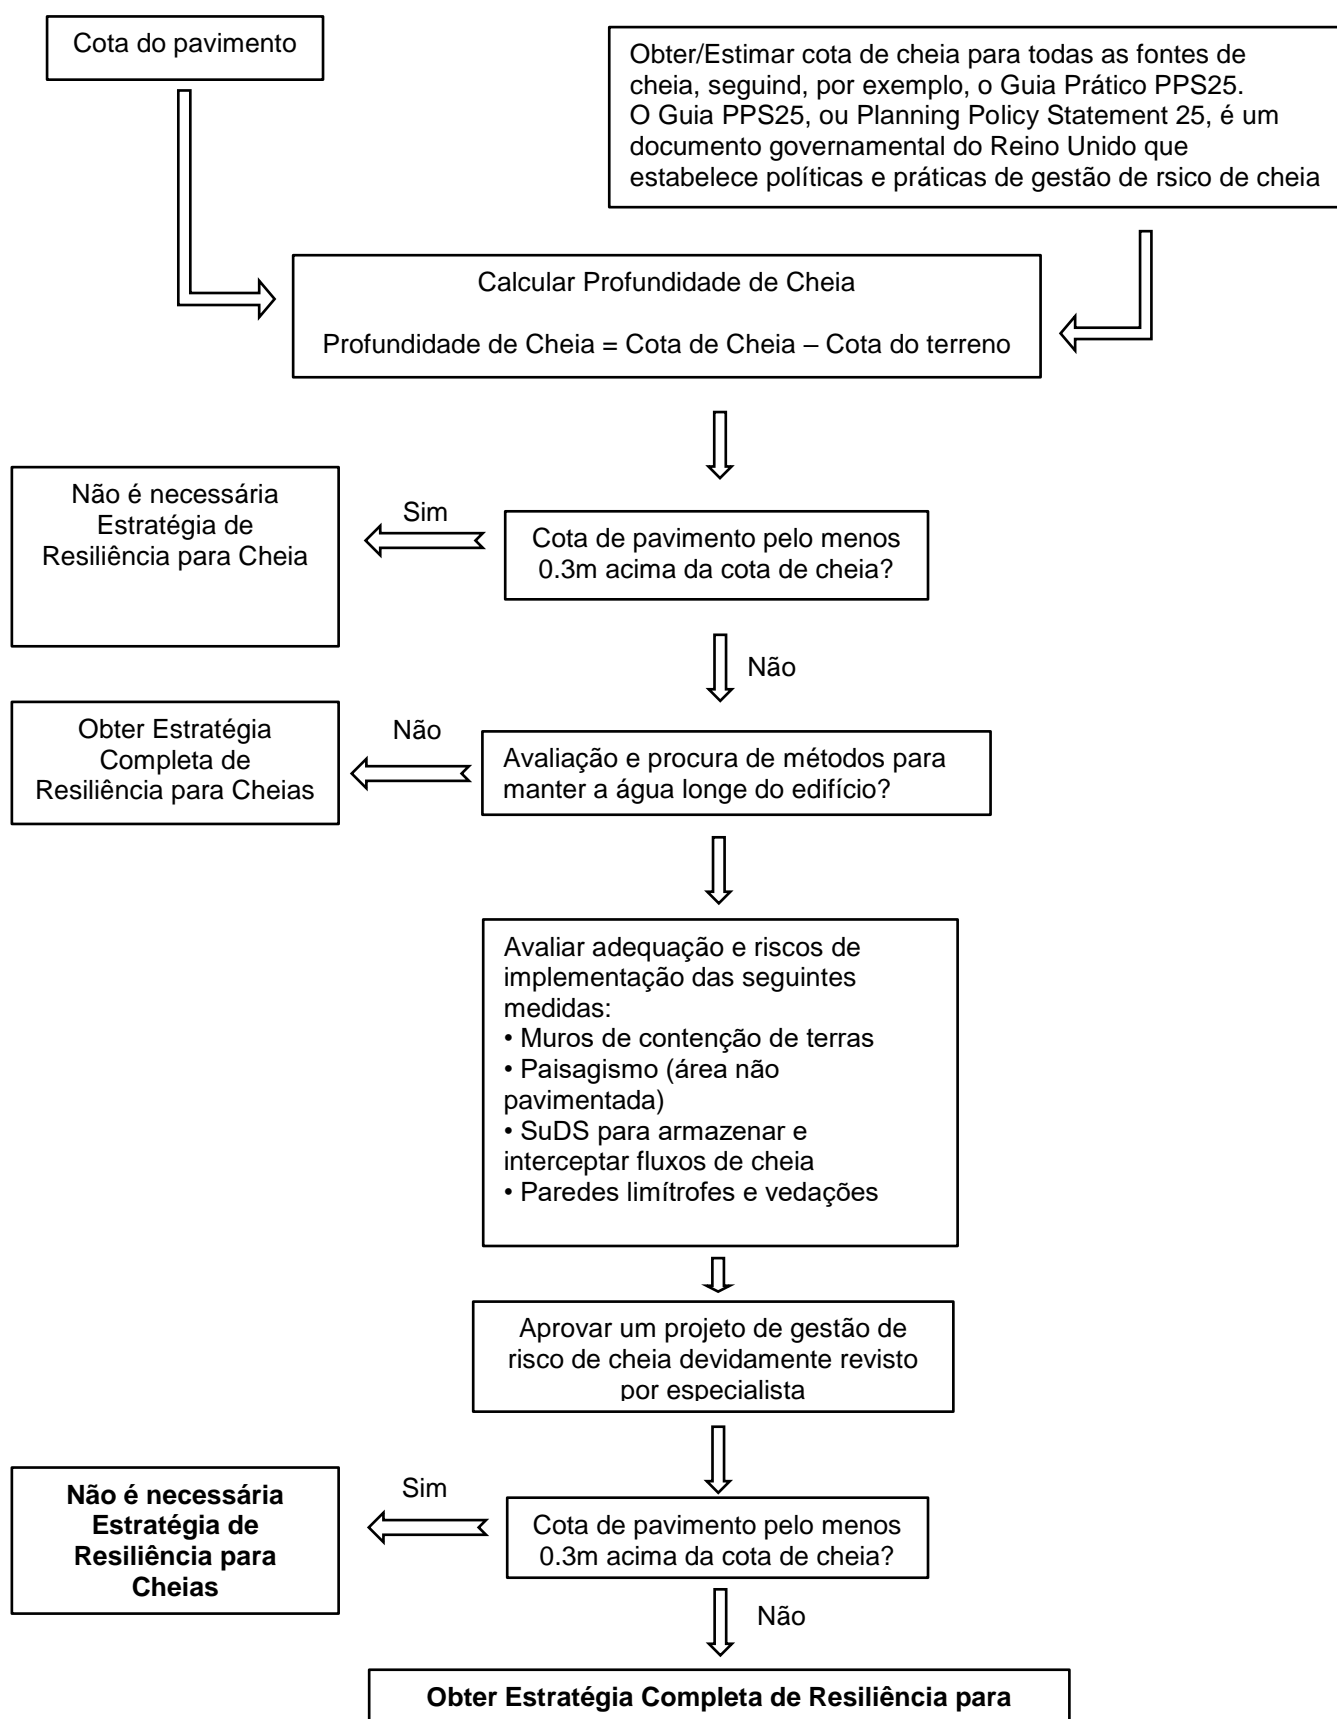 Cota do pavimento
Obter/Estimar cota de cheia para todas as fontes de
cheia, seguind, por exemplo, o Guia Prático PPS25.
O Guia PPS25, ou Planning Policy Statement 25, é um
documento governamental do Reino Unido que
estabelece políticas e práticas de gestão de rsico de cheia
Calcular Profundidade de Cheia
Profundidade de Cheia = Cota de Cheia – Cota do terreno
Não é necessária
Estratégia de
Resiliência para Cheia
Sim
Cota de pavimento pelo menos
0.3m acima da cota de cheia?
Não
Obter Estratégia
Completa de
Resiliência para Cheias
Não
Avaliação e procura de métodos para
manter a água longe do edifício?
Avaliar adequação e riscos de
implementação das seguintes
medidas:
• Muros de contenção de terras
• Paisagismo (área não
pavimentada)
• SuDS para armazenar e
interceptar fluxos de cheia
• Paredes limítrofes e vedações
Aprovar um projeto de gestão de
risco de cheia devidamente revisto
por especialista
Não é necessária
Estratégia de
Resiliência para
Cheias
Sim
Cota de pavimento pelo menos
0.3m acima da cota de cheia?
Não
Obter Estratégia Completa de Resiliência para